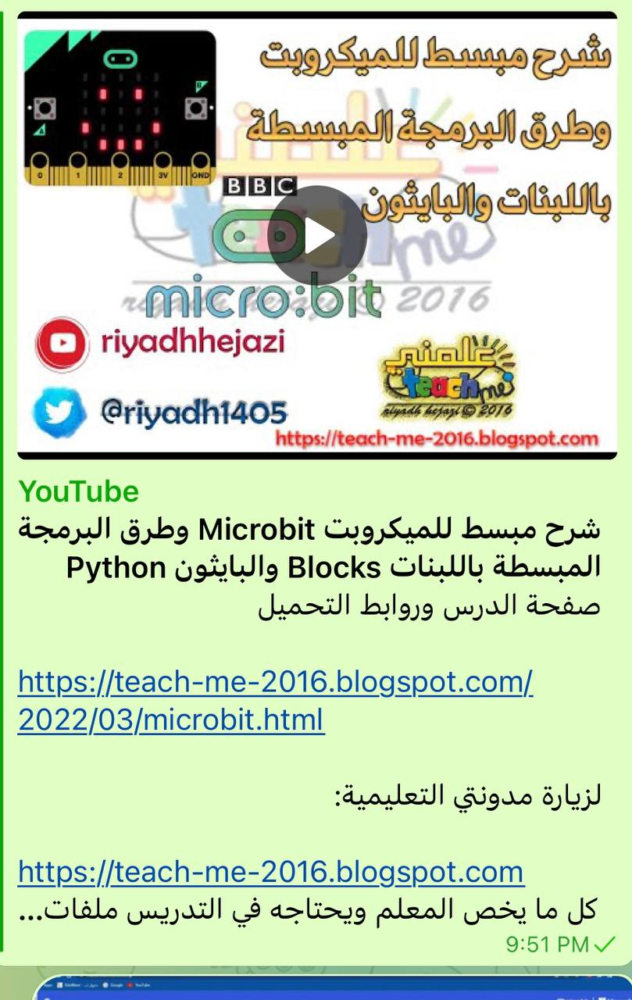 شرح مبسط للميكروبت
وطرق البرمجة المبسطة
باللبنات والبايثون
0 1 2 3V GND
A
B
BBC
micro:bit
riyadhhejazi
@riyadh1405
علمني
teach me
riyadh hejazi © 2016
https://teach-me-2016.blogspot.com
YouTube
شرح مبسط للميكروبت Microbit وطرق البرمجة
المبسطة باللبنات Blocks والبايثون Python
صفحة الدرس وروابط التحميل
https://teach-me-2016.blogspot.com/
2022/03/microbit.html
لزيارة مدونتي التعليمية:
https://teach-me-2016.blogspot.com
كل ما يخص المعلم ويحتاجه في التدريس ملفات...
9:51 PM